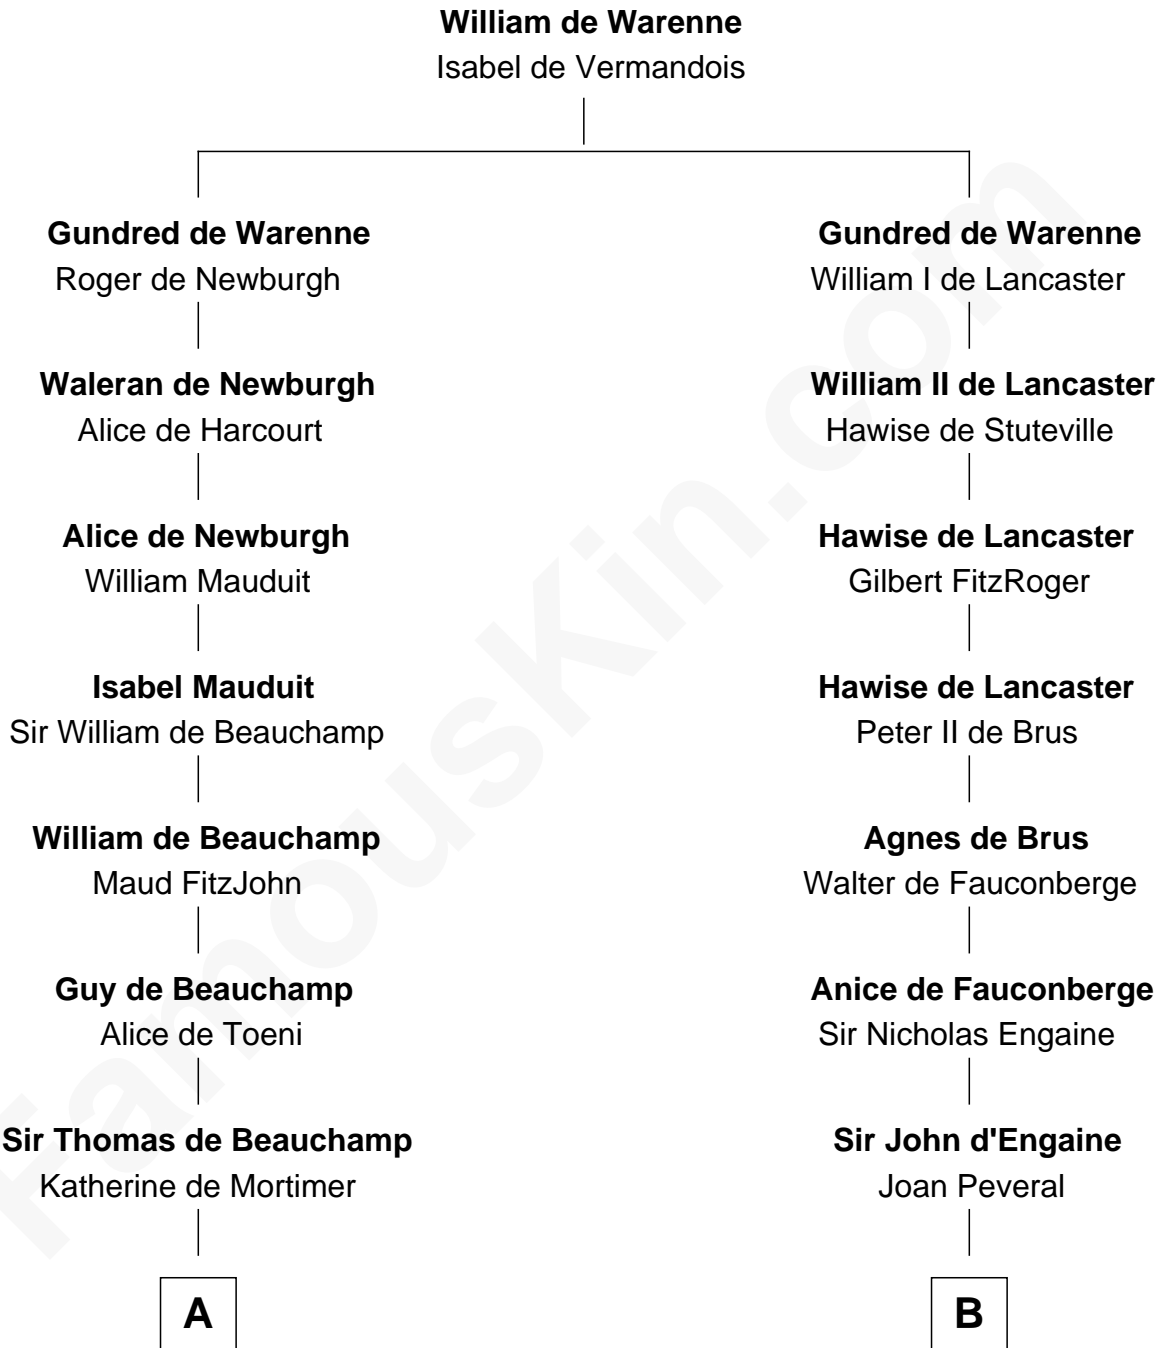 William de Warenne
Isabel de Vermandois
Gundred de Warenne
Roger de Newburgh
Waleran de Newburgh
Alice de Harcourt
Alice de Newburgh
William Mauduit
Isabel Mauduit
Sir William de Beauchamp
William de Beauchamp
Maud FitzJohn
Guy de Beauchamp
Alice de Toeni
Sir Thomas de Beauchamp
Katherine de Mortimer
A
Gundred de Warenne
William I de Lancaster
William II de Lancaster
Hawise de Stuteville
Hawise de Lancaster
Gilbert FitzRoger
Hawise de Lancaster
Peter II de Brus
Agnes de Brus
Walter de Fauconberge
Anice de Fauconberge
Sir Nicholas Engaine
Sir John d'Engaine
Joan Peveral
B
FamousKin.com